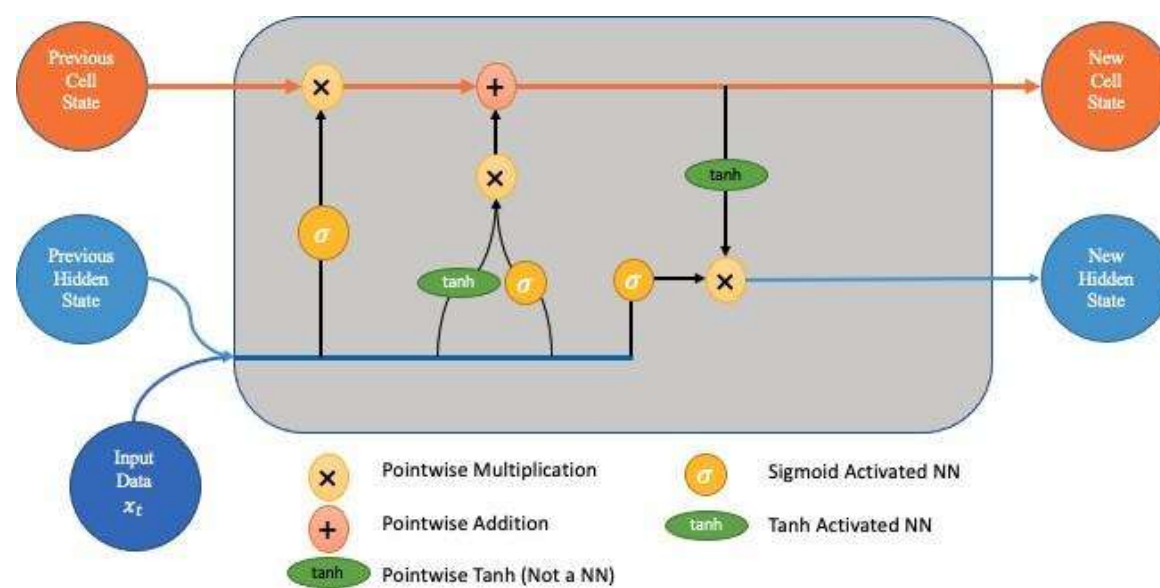 Previous
Cell
State
New
Cell
State
×
+
×
tanh
σ
Previous
Hidden
State
tanh
σ
σ
×
New
Hidden
State
Input
Data
x_t
× Pointwise Multiplication
σ Sigmoid Activated NN
+ Pointwise Addition
tanh Tanh Activated NN
tanh Pointwise Tanh (Not a NN)